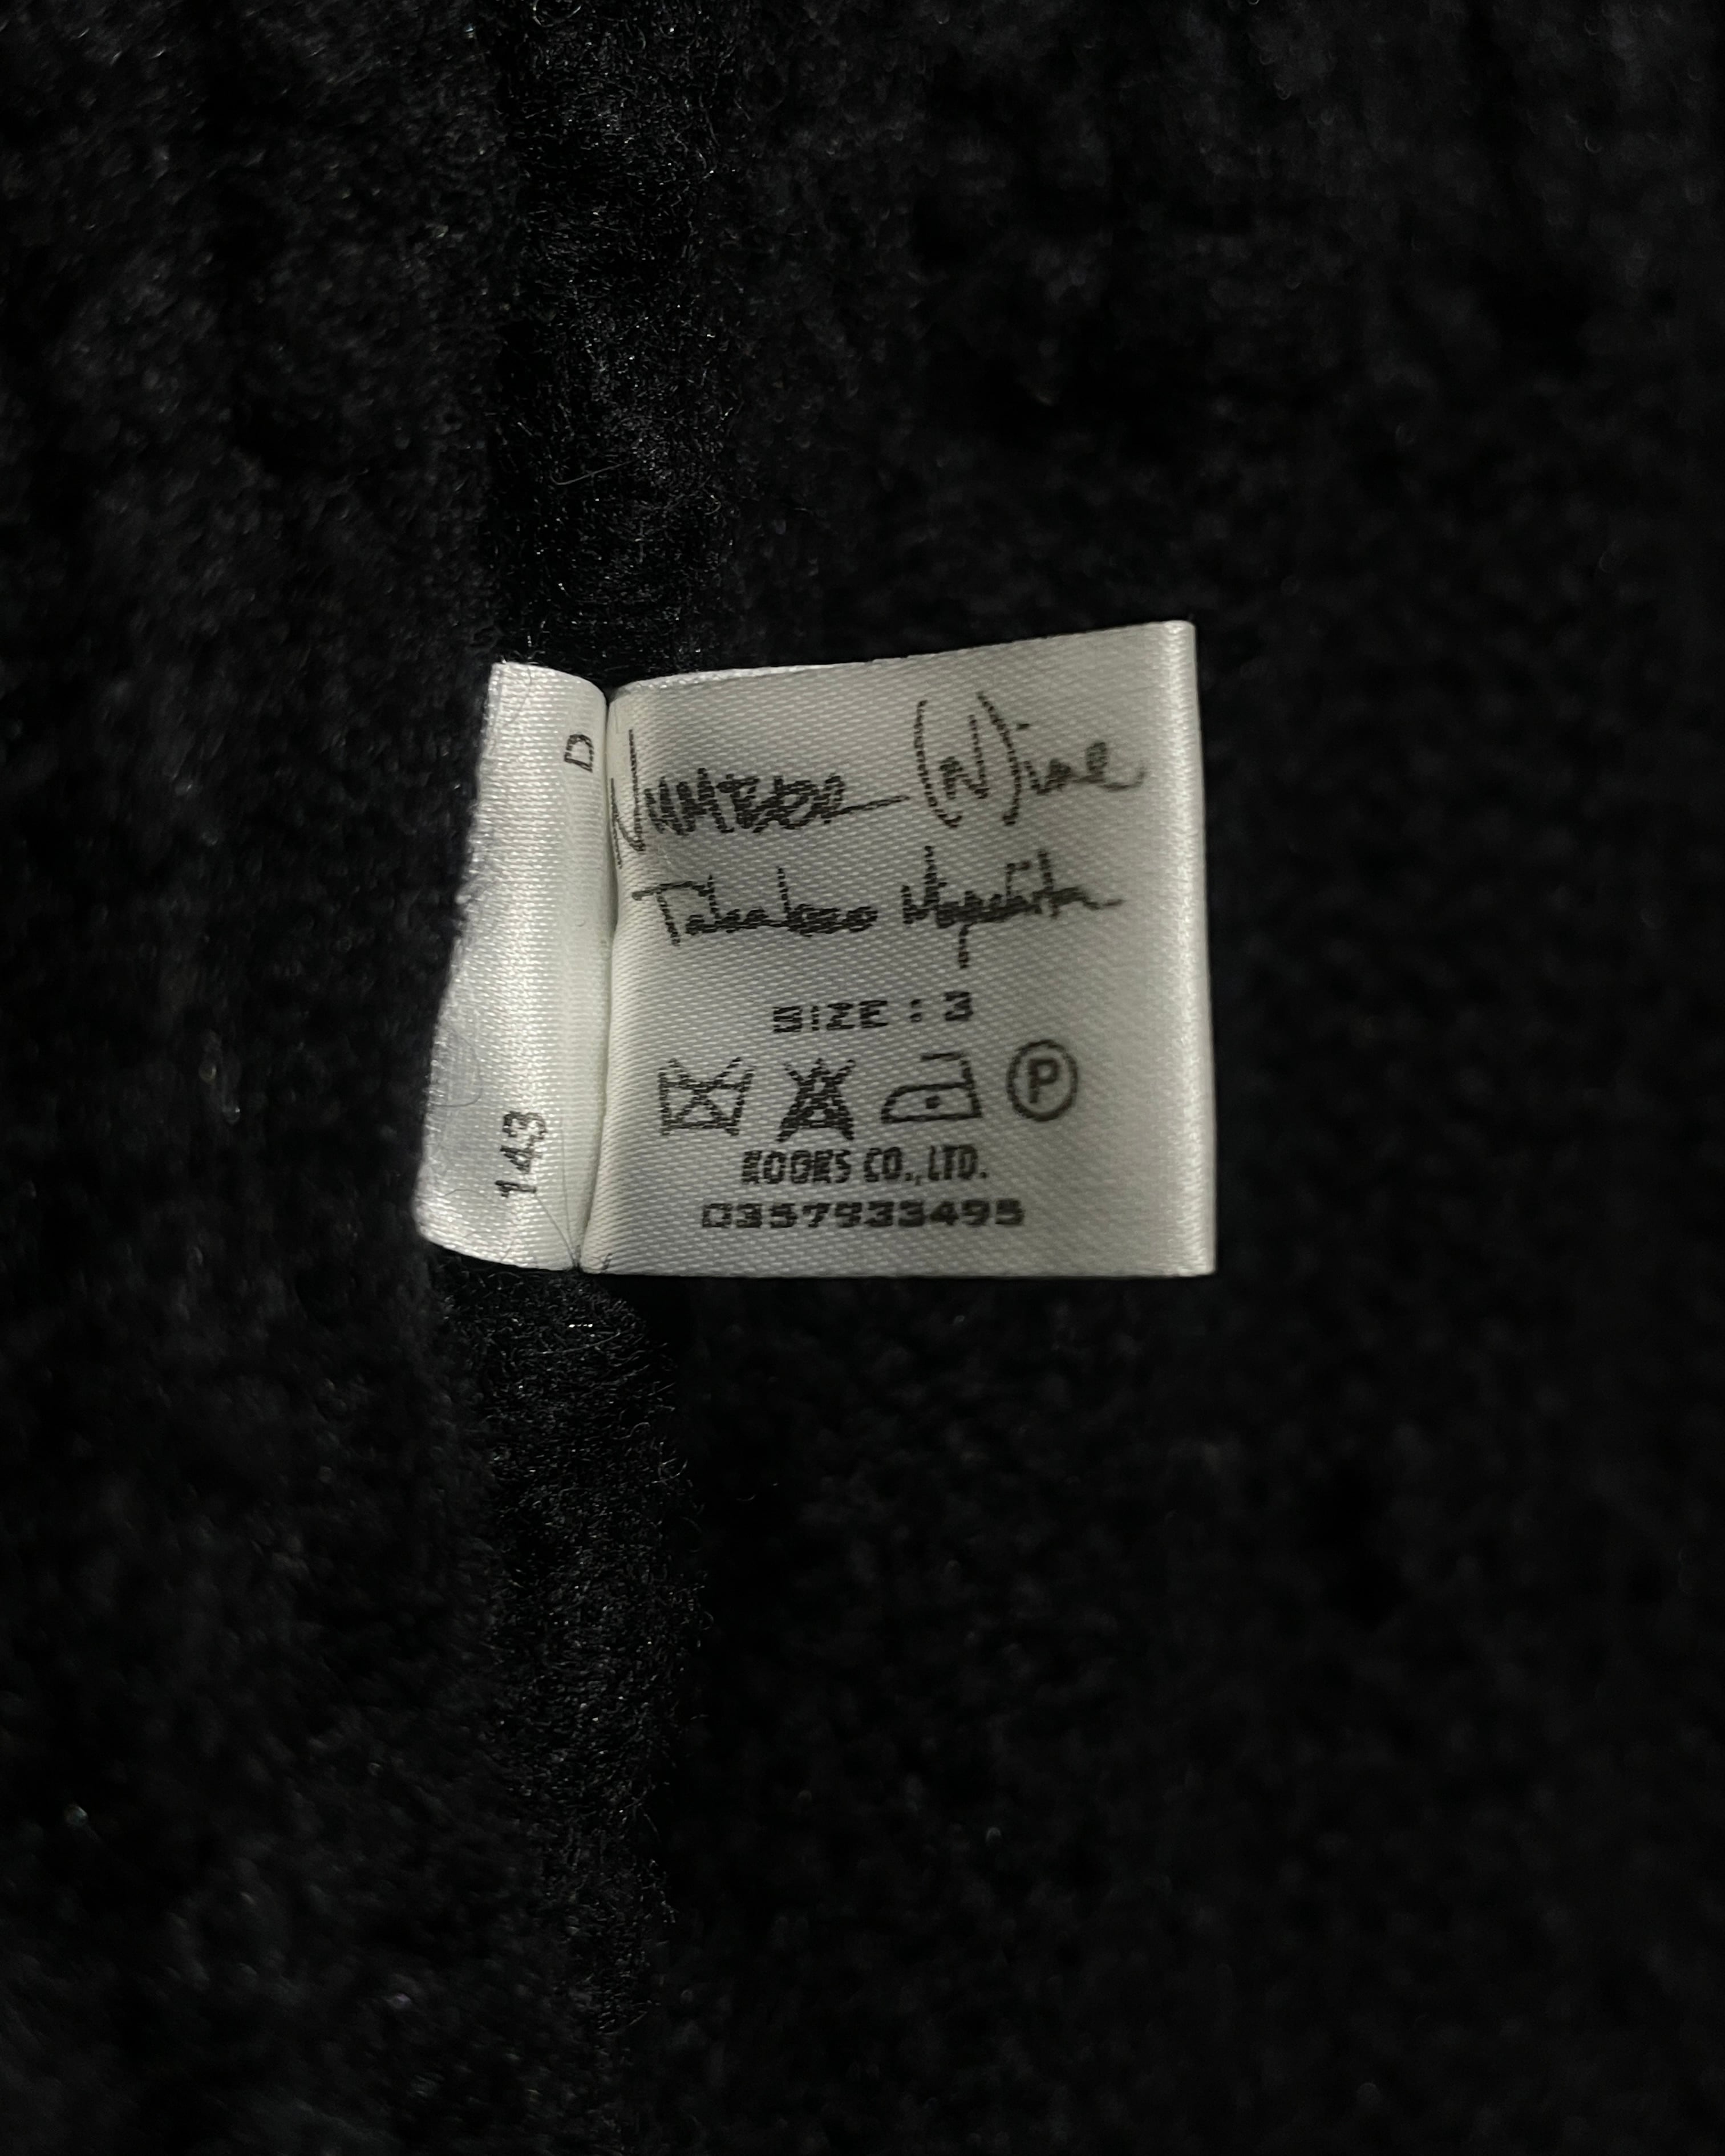 D
143
Number (N)ine
Takahiro Miyashita
SIZE : 3
P
KOOKS CO.,LTD.
0357933495